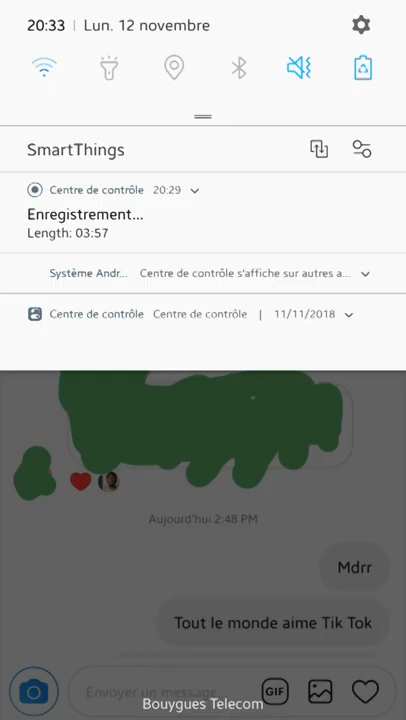 20:33 | Lun. 12 novembre
SmartThings
Centre de contrôle 20:29
Enregistrement...
Length: 03:57
Système Andr... Centre de contrôle s'affiche sur autres a...
Centre de contrôle Centre de contrôle | 11/11/2018
Aujourd'hui 2:48 PM
Mdrr
Tout le monde aime Tik Tok
Envoyer un message...
GIF
Bouygues Telecom